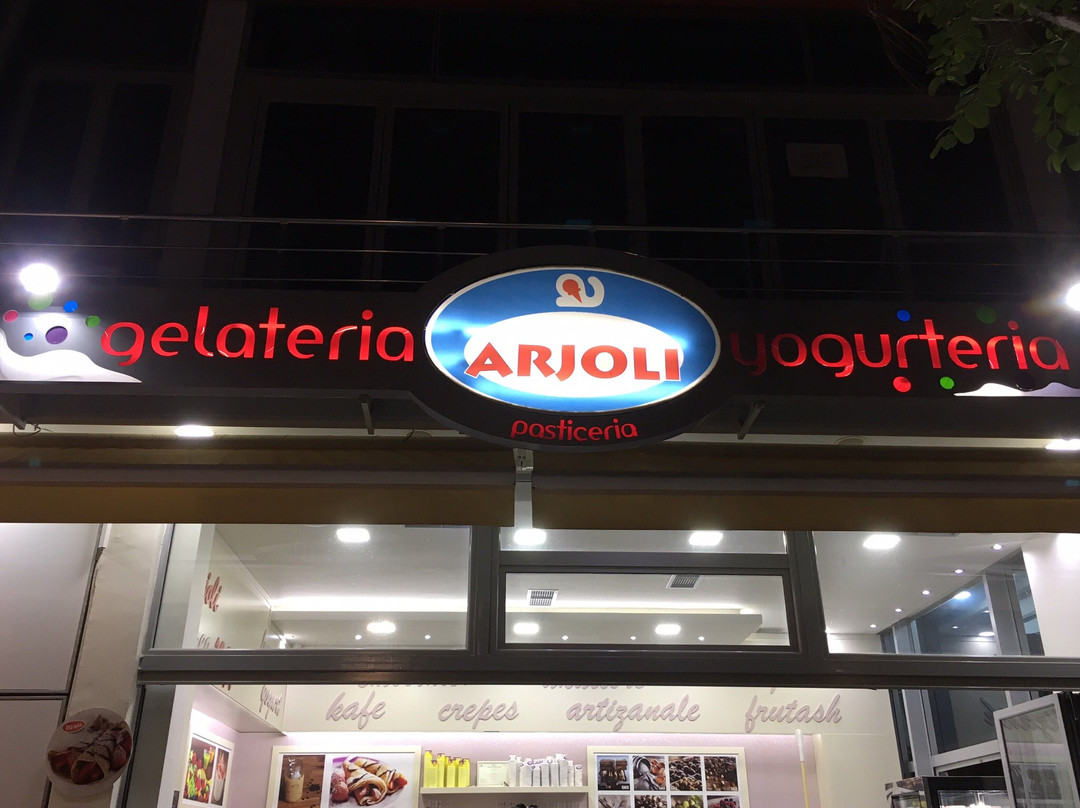 gelateria
ARJOLI
pasticeria
yogurteria
kafe crepes artizanale frutash